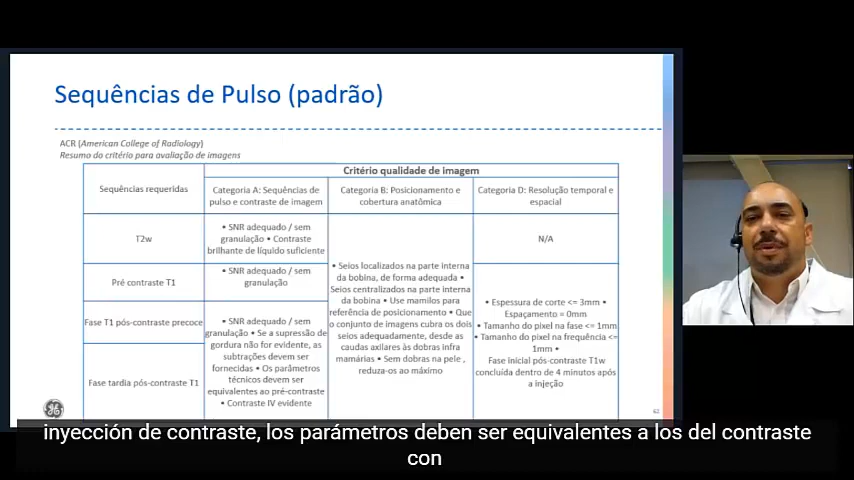 Sequências de Pulso (padrão)
ACR (American College of Radiology)
Resumo do critério para avaliação de imagens
Sequências requeridas
Critério qualidade de imagem
Categoria A: Sequências de
pulso e contraste de imagem
Categoria B: Posicionamento e
cobertura anatômica
Categoria D: Resolução temporal e
espacial
T2w
• SNR adequado / sem
granulação • Contraste
brilhante de líquido suficiente
N/A
Pré contraste T1
• SNR adequado / sem
granulação
• Seios localizados na parte interna
da bobina, de forma adequada •
Seios centralizados na parte interna
da bobina • Use mamilos para
referência de posicionamento • Que
o conjunto de imagens cubra os dois
seios adequadamente, desde as
caudas axilares às dobras infra
mamárias • Sem dobras na pele ,
reduza-os ao máximo
• Espessura de corte <= 3mm •
Espaçamento = 0mm
• Tamanho do pixel na fase <= 1mm
• Tamanho do pixel na frequência <=
1mm •
Fase inicial pós-contraste T1w
concluída dentro de 4 minutos após
a injeção
Fase T1 pós-contraste precoce
• SNR adequado / sem
granulação • Se a supressão de
gordura não for evidente, as
subtrações devem ser
fornecidas • Os parâmetros
técnicos devem ser
equivalentes ao pré-contraste
• Contraste IV evidente
Fase tardia pós-contraste T1
62
inyección de contraste, los parámetros deben ser equivalentes a los del contraste
con